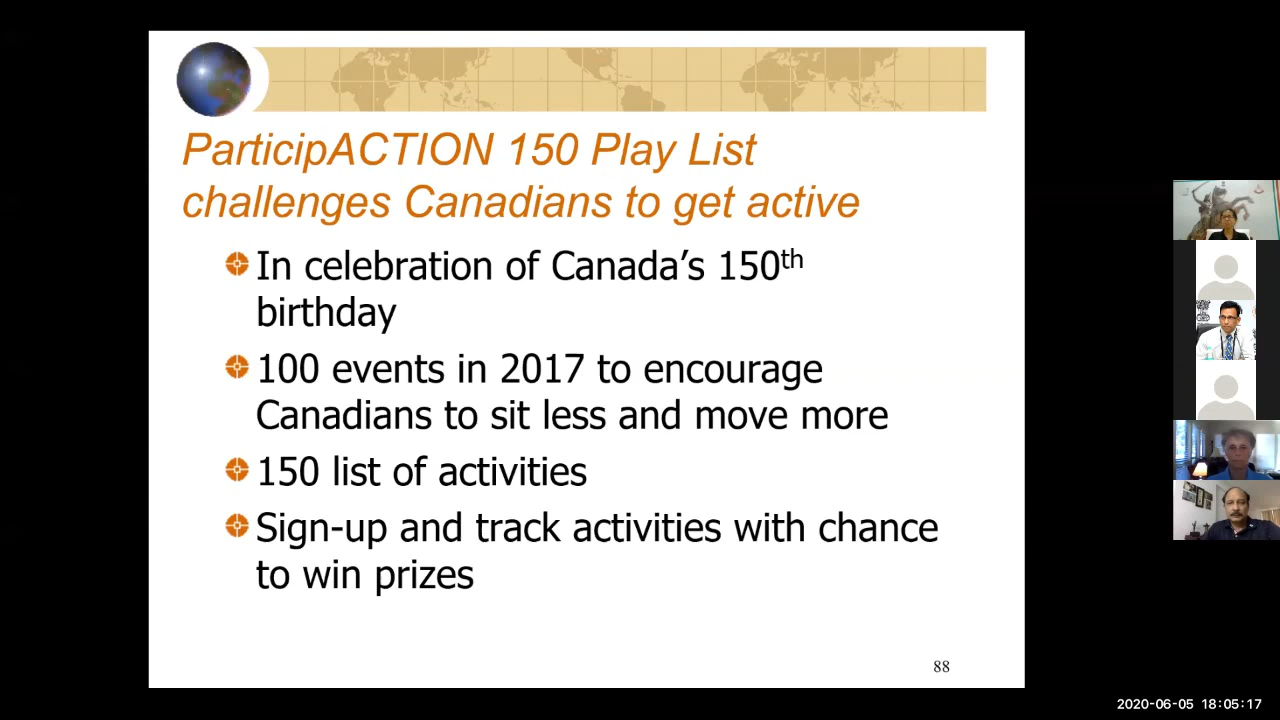 ParticipACTION 150 Play List
challenges Canadians to get active
In celebration of Canada’s 150th
birthday
100 events in 2017 to encourage
Canadians to sit less and move more
150 list of activities
Sign-up and track activities with chance
to win prizes
88
2020-06-05 18:05:17